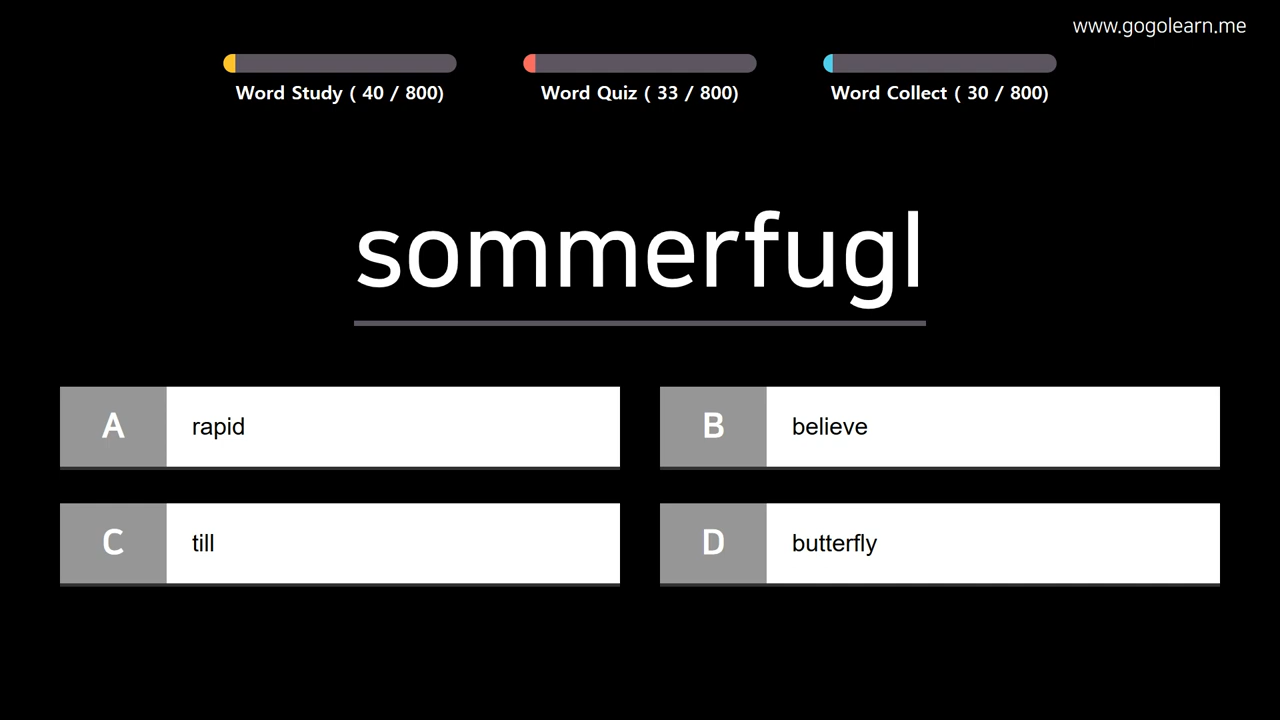 www.gogolearn.me
Word Study ( 40 / 800)
Word Quiz ( 33 / 800)
Word Collect ( 30 / 800)
sommerfugl
A rapid
B believe
C till
D butterfly